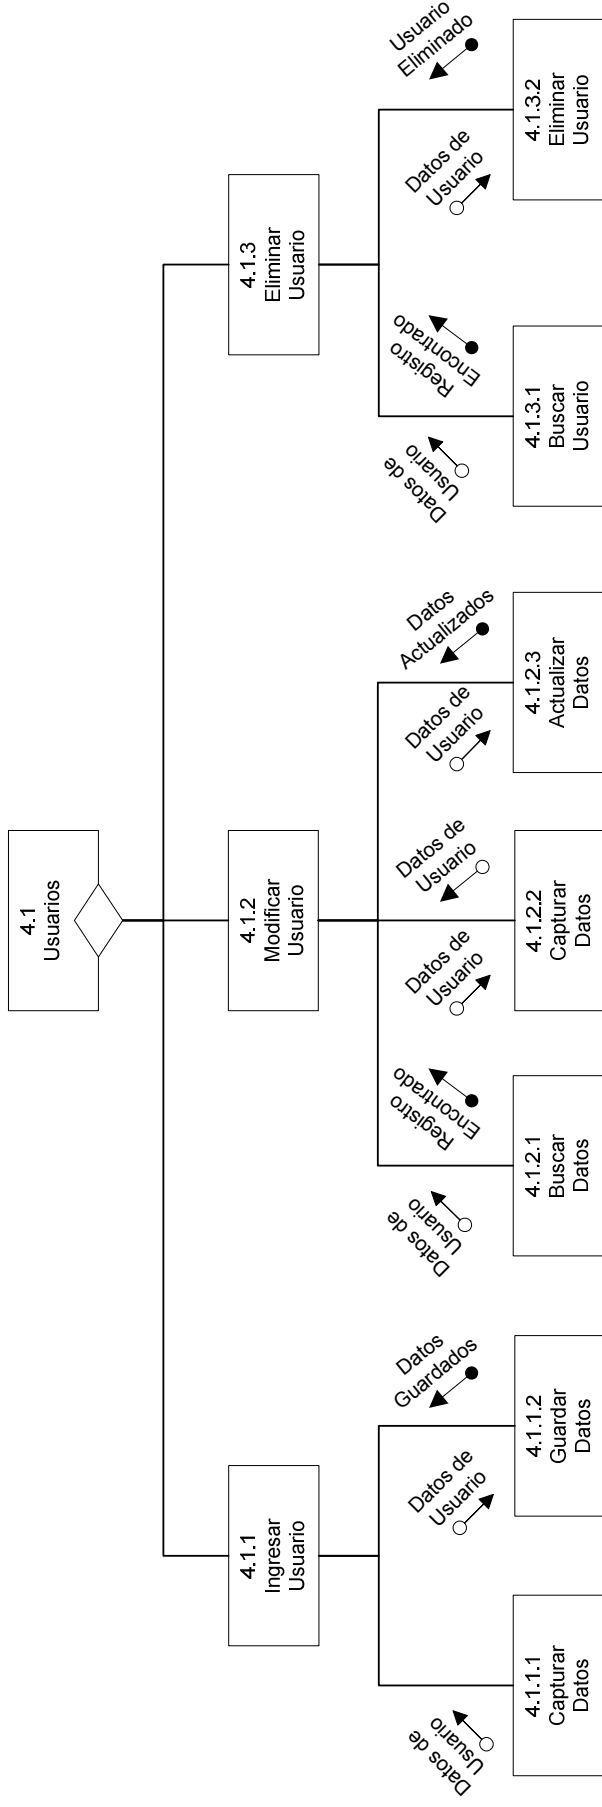 4.1
Usuarios
4.1.1
Ingresar
Usuario
4.1.2
Modificar
Usuario
4.1.3
Eliminar
Usuario
Datos de
Usuario
Datos de
Usuario
Datos
Guardados
Datos de
Usuario
Registro
Encontrado
Datos de
Usuario
Datos de
Usuario
Datos de
Usuario
Datos
Actualizados
Datos de
Usuario
Registro
Encontrado
Datos de
Usuario
Usuario
Eliminado
4.1.1.1
Capturar
Datos
4.1.1.2
Guardar
Datos
4.1.2.1
Buscar
Datos
4.1.2.2
Capturar
Datos
4.1.2.3
Actualizar
Datos
4.1.3.1
Buscar
Usuario
4.1.3.2
Eliminar
Usuario